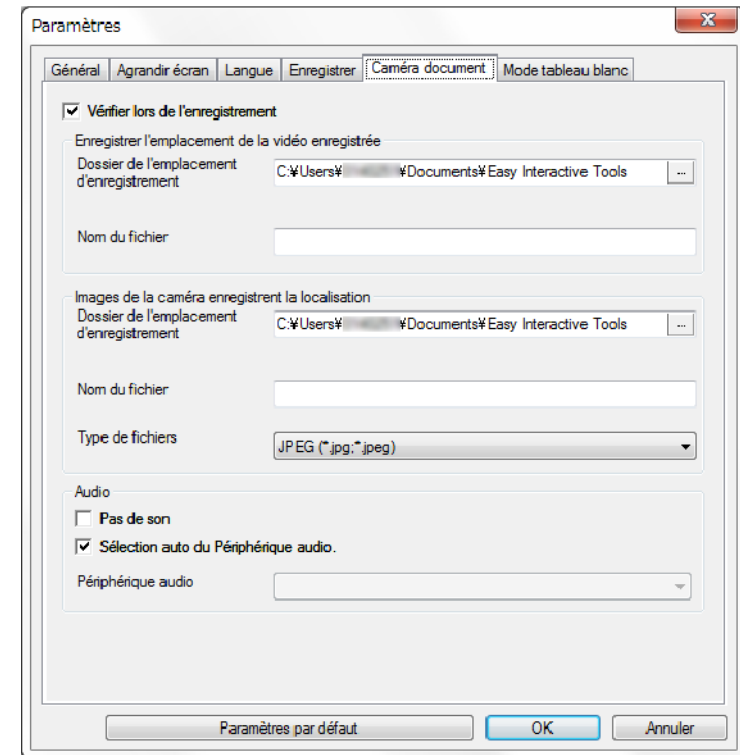 Paramètres
Général Agrandir écran Langue Enregistrer Caméra document Mode tableau blanc
Vérifier lors de l'enregistrement
Enregistrer l'emplacement de la vidéo enregistrée
Dossier de l'emplacement
d'enregistrement
C:¥Users¥ ¥Documents¥Easy Interactive Tools ...
Nom du fichier
Images de la caméra enregistrent la localisation
Dossier de l'emplacement
d'enregistrement
C:¥Users¥ ¥Documents¥Easy Interactive Tools ...
Nom du fichier
Type de fichiers JPEG (*.jpg;*.jpeg)
Audio
Pas de son
Sélection auto du Périphérique audio.
Périphérique audio
Paramètres par défaut OK Annuler